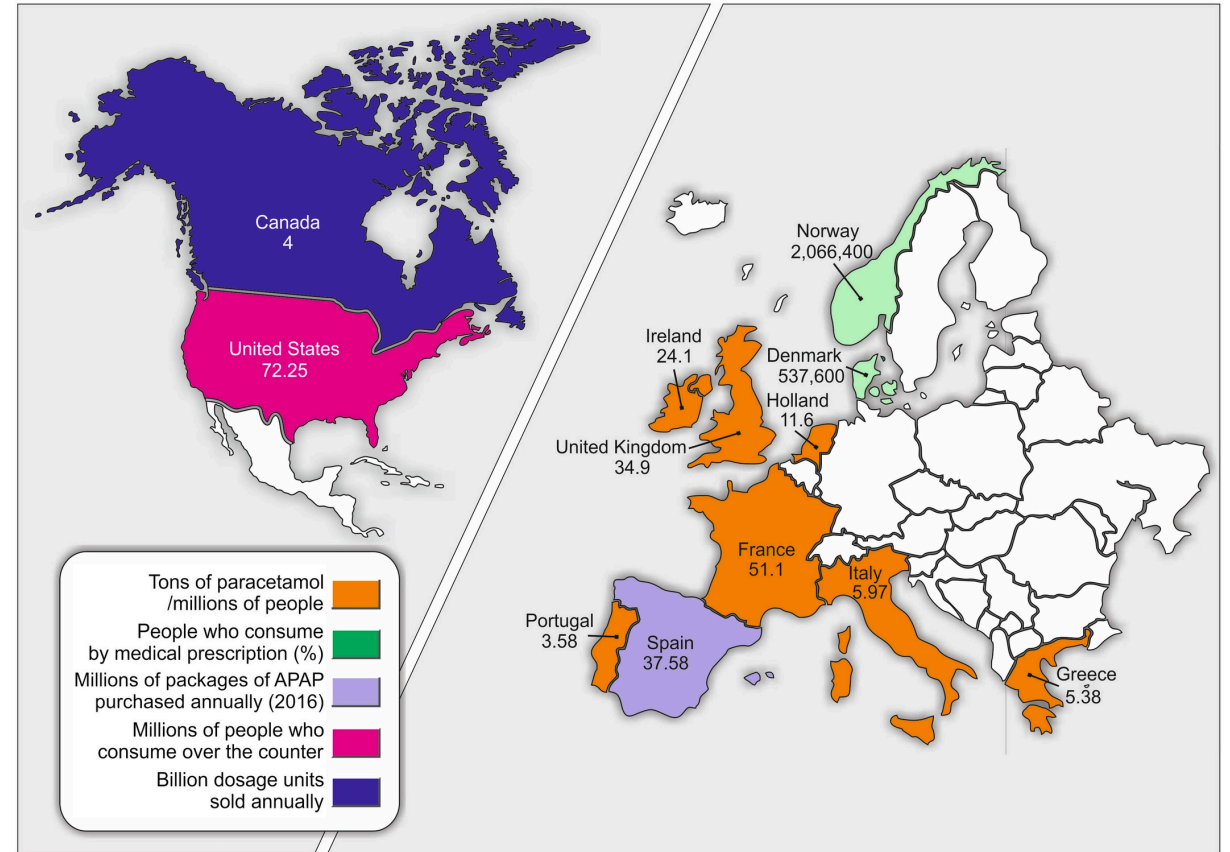 Canada
4
United States
72.25
Norway
2,066,400
Ireland
24.1
Denmark
537,600
Holland
11.6
United Kingdom
34.9
France
51.1
Italy
5.97
Portugal
3.58
Spain
37.58
Greece
5.38
Tons of paracetamol
/millions of people
People who consume
by medical prescription (%)
Millions of packages of APAP
purchased annually (2016)
Millions of people who
consume over the counter
Billion dosage units
sold annually